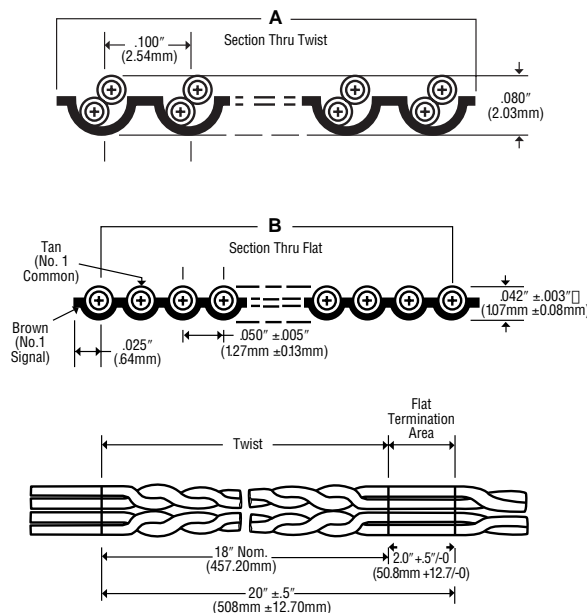 A
.100"
(2.54mm)
Section Thru Twist
.080"
(2.03mm)
B
Tan
(No. 1
Common)
Section Thru Flat
.042" ±.003"□
(1.07mm ±0.08mm)
Brown
(No.1
Signal)
.025"
(.64mm)
.050" ±.005"
(1.27mm ±0.13mm)
Flat
Termination
Area
Twist
18" Nom.
(457.20mm)
2.0"+.5"/-0
(50.8mm +12.7/-0)
20" ±.5"
(508mm ±12.70mm)